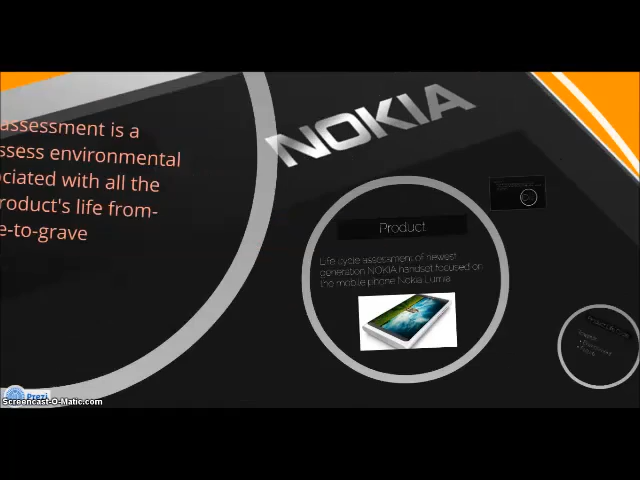 assessment is a
ssess environmental
ciated with all the
roduct's life from-
e-to-grave
NOKIA
Product
Life cycle assessment of newest
generation NOKIA handset focused on
the mobile phone Nokia Lumia
Prezi
Screencast-O-Matic.com